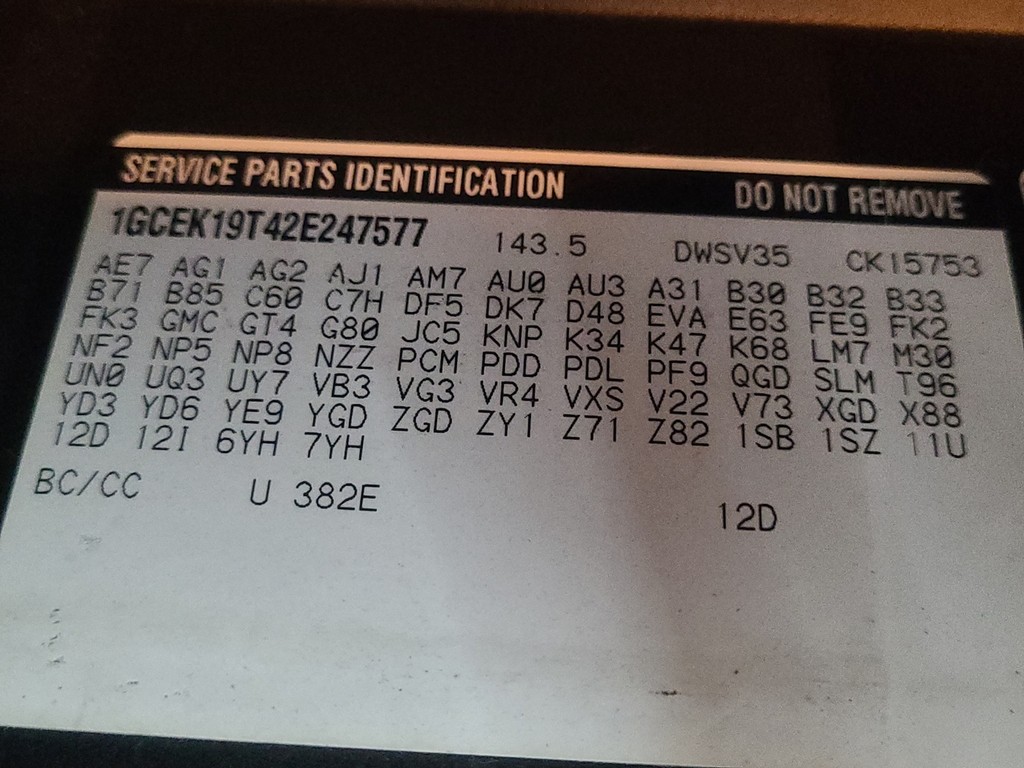 SERVICE PARTS IDENTIFICATION DO NOT REMOVE
1GCEK19T42E247577 143.5 DWSV35 CK15753
AE7 AG1 AG2 AJ1 AM7 AU0 AU3 A31 B30 B32 B33
B71 B85 C60 C7H DF5 DK7 D48 EVA E63 FE9 FK2
FK3 GMC GT4 G80 JC5 KNP K34 K47 K68 LM7 M30
NF2 NP5 NP8 NZZ PCM PDD PDL PF9 QGD SLM T96
UN0 UQ3 UY7 VB3 VG3 VR4 VXS V22 V73 XGD X88
YD3 YD6 YE9 YGD ZGD ZY1 Z71 Z82 1SB 1SZ 11U
12D 12I 6YH 7YH
BC/CC U 382E 12D